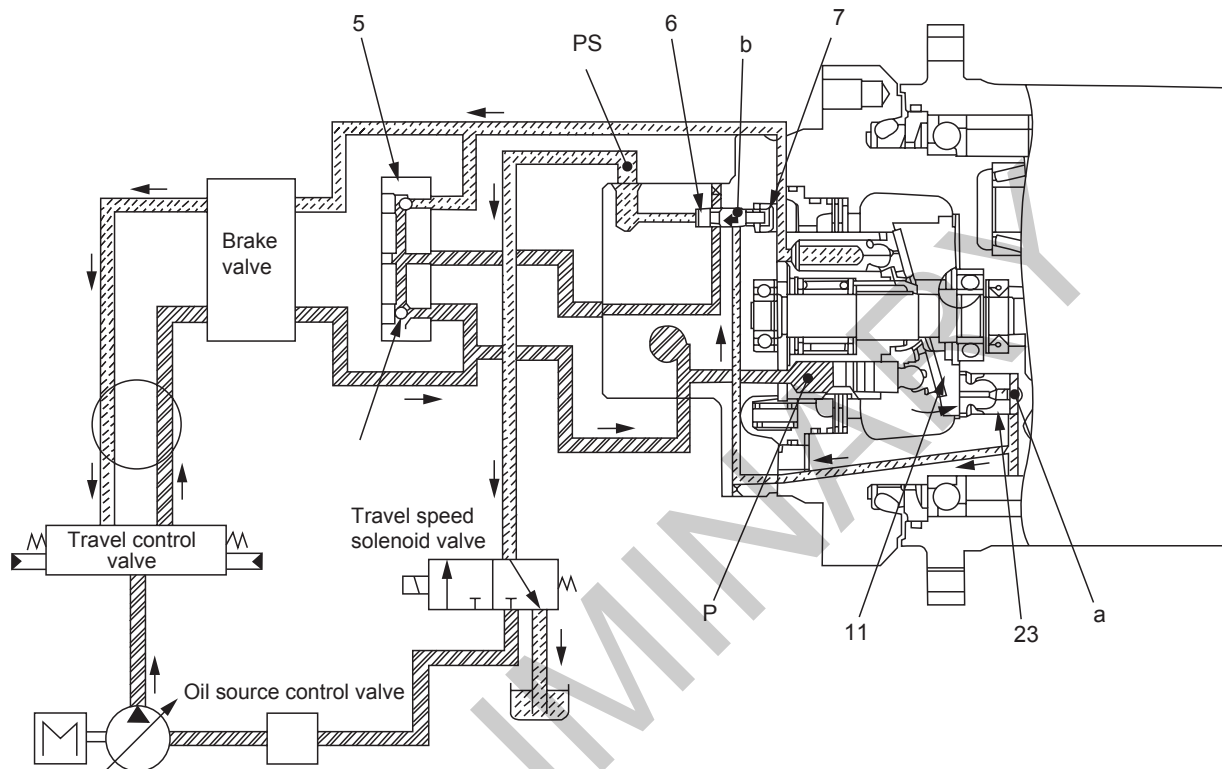 5
PS
6
b
7
Brake
valve
Travel control
valve
Travel speed
solenoid valve
P
11
23
a
Oil source control valve
M
IMINARY